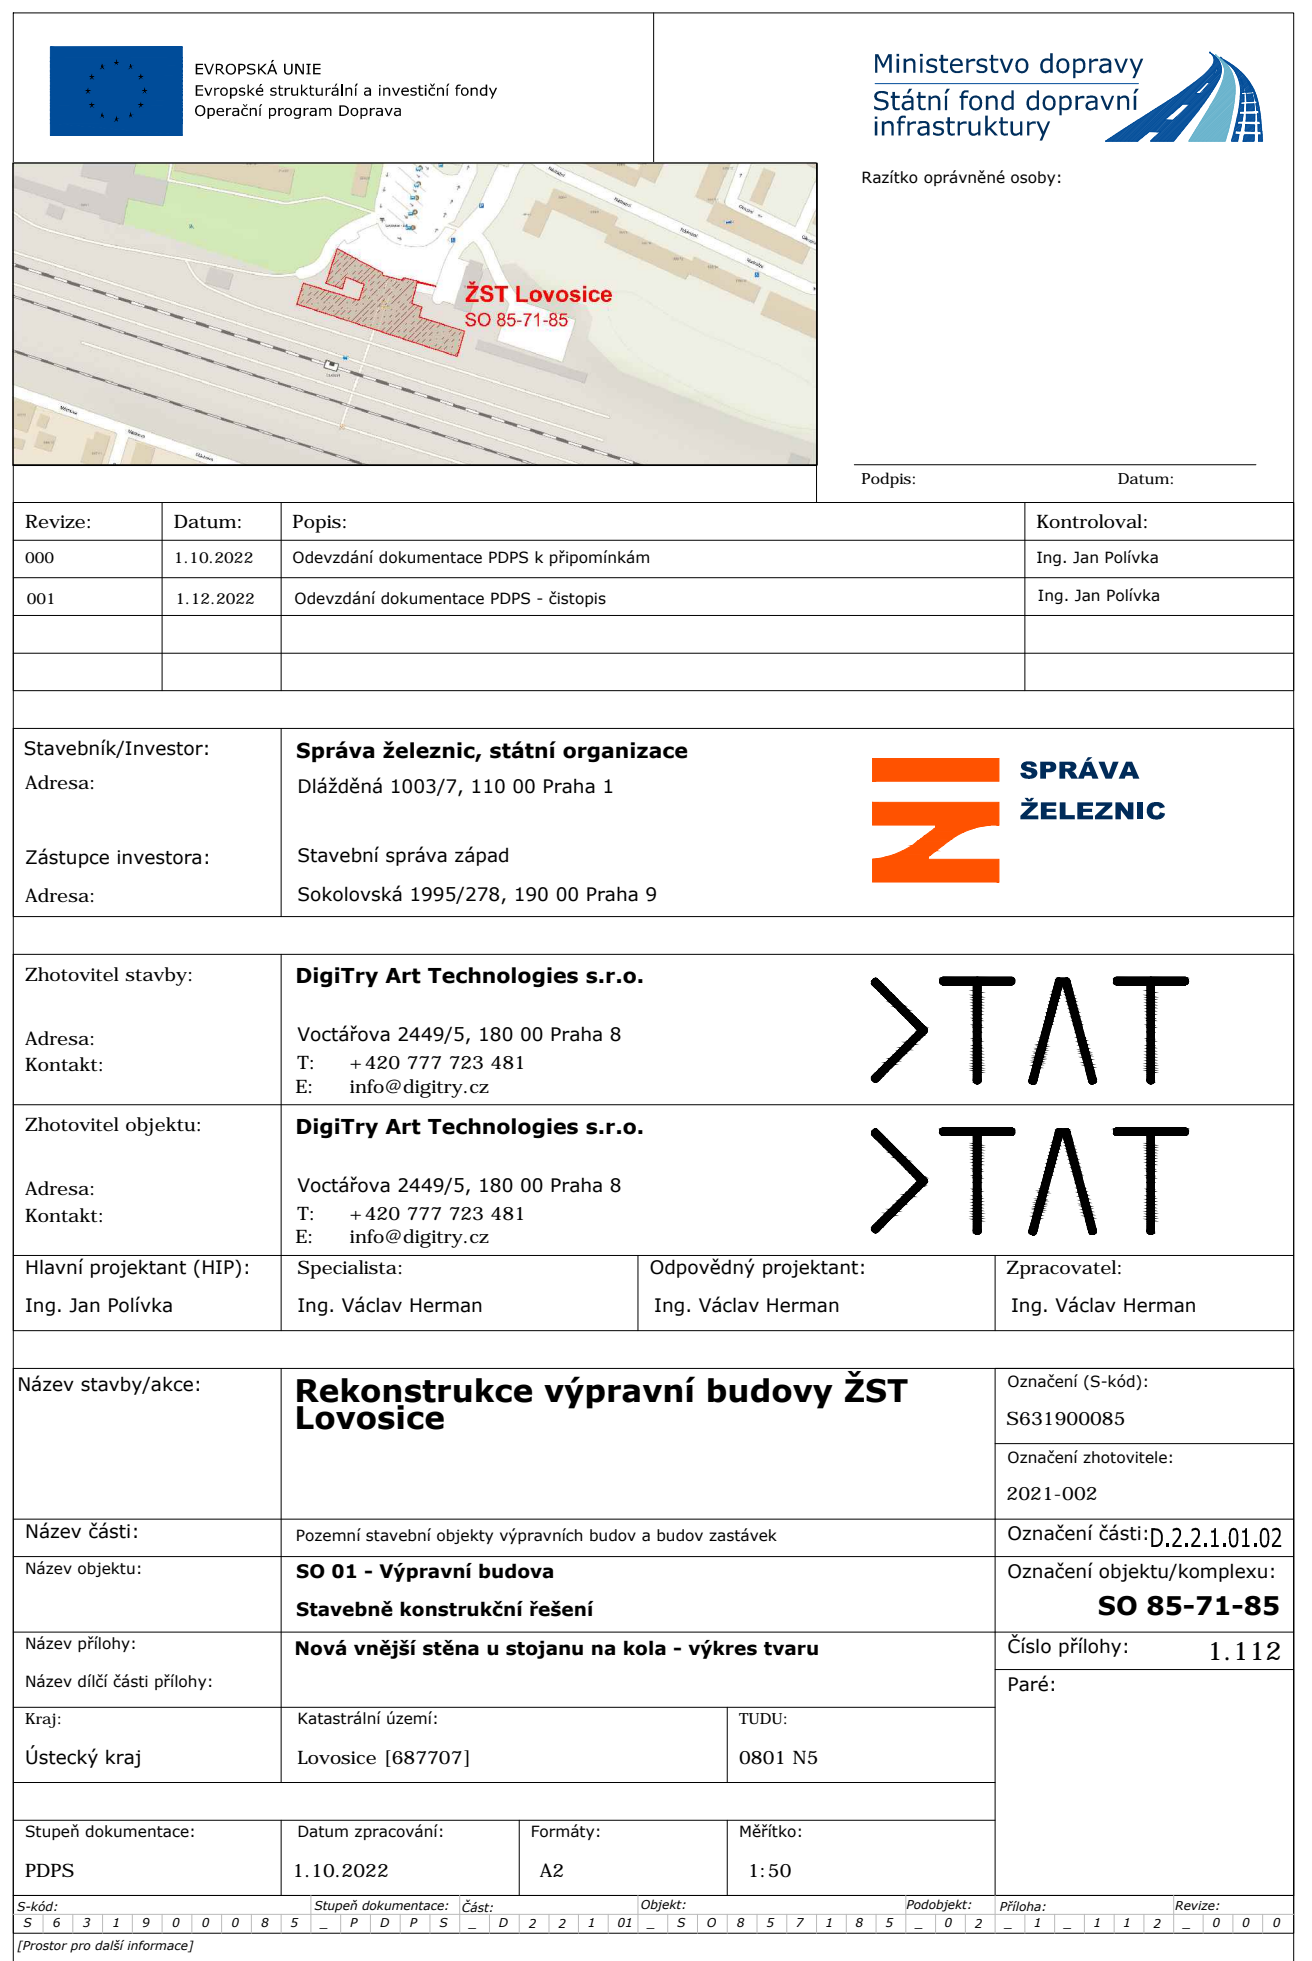 EVROPSKÁ UNIE
Evropské strukturální a investiční fondy
Operační program Doprava
Ministerstvo dopravy
Státní fond dopravní
infrastruktury
ŽST Lovosice
SO 85-71-85
Razítko oprávněné osoby:
Podpis: Datum:
Revize: Datum: Popis: Kontroloval:
000 1.10.2022 Odevzdání dokumentace PDPS k připomínkám Ing. Jan Polívka
001 1.12.2022 Odevzdání dokumentace PDPS - čistopis Ing. Jan Polívka
Stavebník/Investor: Správa železnic, státní organizace
Adresa: Dlážděná 1003/7, 110 00 Praha 1
SPRÁVA
ŽELEZNIC
Zástupce investora: Stavební správa západ
Adresa: Sokolovská 1995/278, 190 00 Praha 9
Zhotovitel stavby: DigiTry Art Technologies s.r.o.
Adresa: Voctářova 2449/5, 180 00 Praha 8
Kontakt: T: +420 777 723 481
E: info@digitry.cz
Zhotovitel objektu: DigiTry Art Technologies s.r.o.
Adresa: Voctářova 2449/5, 180 00 Praha 8
Kontakt: T: +420 777 723 481
E: info@digitry.cz
Hlavní projektant (HIP): Specialista: Odpovědný projektant: Zpracovatel:
Ing. Jan Polívka Ing. Václav Herman Ing. Václav Herman Ing. Václav Herman
Název stavby/akce: Rekonstrukce výpravní budovy ŽST
Lovosice
Označení (S-kód):
S631900085
Označení zhotovitele:
2021-002
Název části: Pozemní stavební objekty výpravních budov a budov zastávek Označení části: D.2.2.1.01.02
Název objektu: SO 01 - Výpravní budova Označení objektu/komplexu:
Stavebně konstrukční řešení SO 85-71-85
Název přílohy: Nová vnější stěna u stojanu na kola - výkres tvaru Číslo přílohy: 1.112
Název dílčí části přílohy: Paré:
Kraj: Katastrální území: TUDU:
Ústecký kraj Lovosice [687707] 0801 N5
Stupeň dokumentace: Datum zpracování: Formáty: Měřítko:
PDPS 1.10.2022 A2 1:50
S-kód: Stupeň dokumentace: Část: Objekt: Podobjekt: Příloha: Revize:
S 6 3 1 9 0 0 0 8 5 _ P D P S _ D 2 2 1 01 _ S O 8 5 7 1 8 5 _ 0 2 _ 1 _ 1 1 2 _ 0 0 0
[Prostor pro další informace]